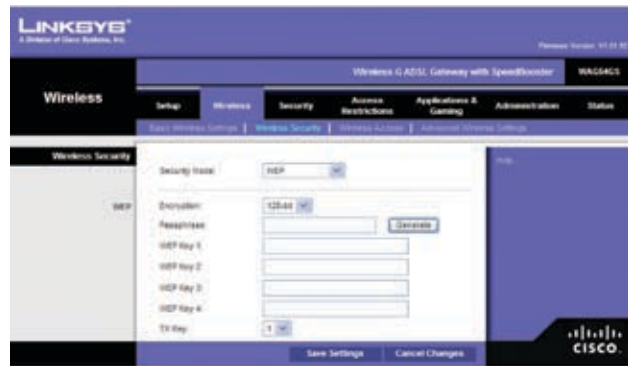 LINKSYS®
A Division of Cisco Systems, Inc.
Firmware Version:
Wireless-G ADSL Gateway with SpeedBooster
WAG54GS
Wireless
Setup
Wireless
Security
Access Restrictions
Applications & Gaming
Administration
Status
Basic Wireless Settings | Wireless Security | Wireless Access | Advanced Wireless Settings
Wireless Security
Security Mode:
WEP
Help...
WEP
Encryption:
128-bit
Passphrase:
Generate
WEP Key 1:
WEP Key 2:
WEP Key 3:
WEP Key 4:
TX Key:
1
Save Settings
Cancel Changes
CISCO.